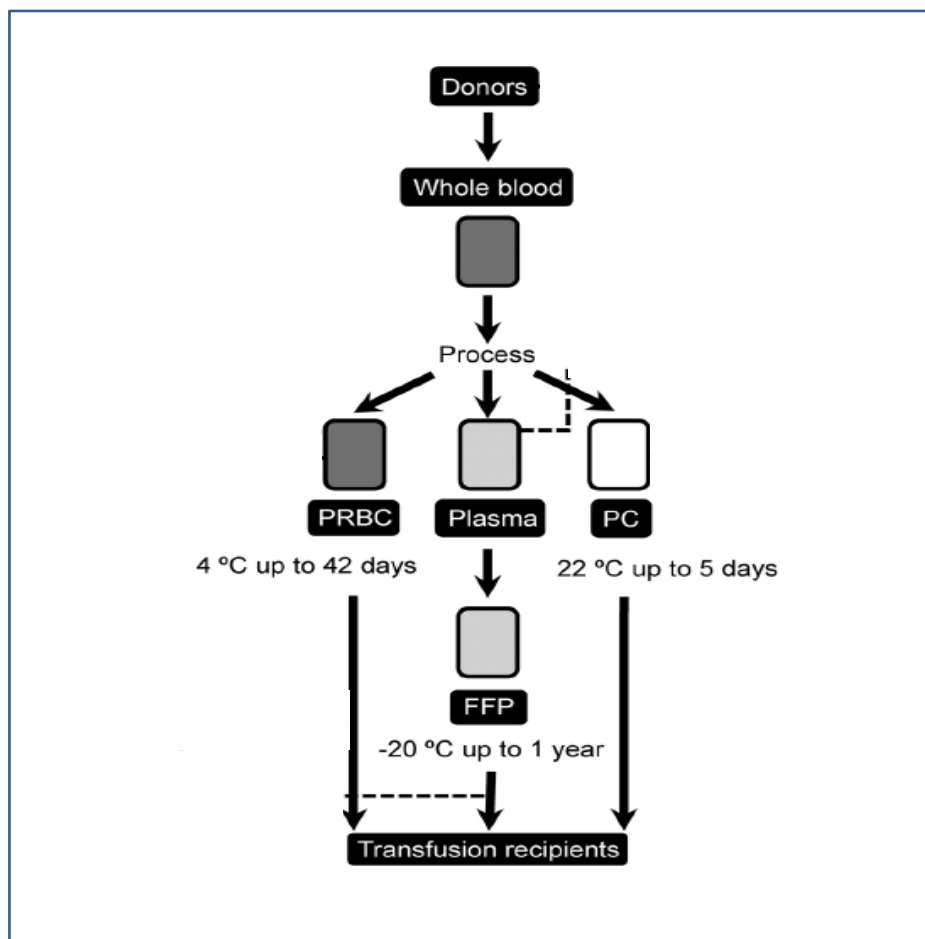 Donors
Whole blood
Process
PRBC
Plasma
PC
4 ºC up to 42 days
22 ºC up to 5 days
FFP
-20 ºC up to 1 year
Transfusion recipients